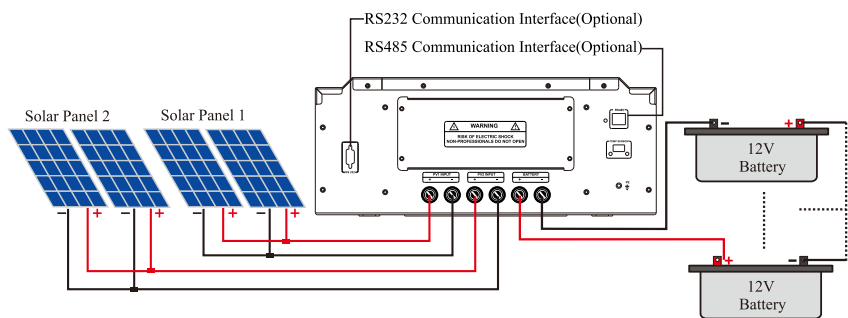 RS232 Communication Interface(Optional)
RS485 Communication Interface(Optional)
Solar Panel 2
Solar Panel 1
WARNING
RISK OF ELECTRIC SHOCK
NON-PROFESSIONALS DO NOT OPEN
PV1 INPUT
PV2 INPUT
BATTERY
+ − + − + −
− + − + − + − +
− +
12V
Battery
+ −
12V
Battery